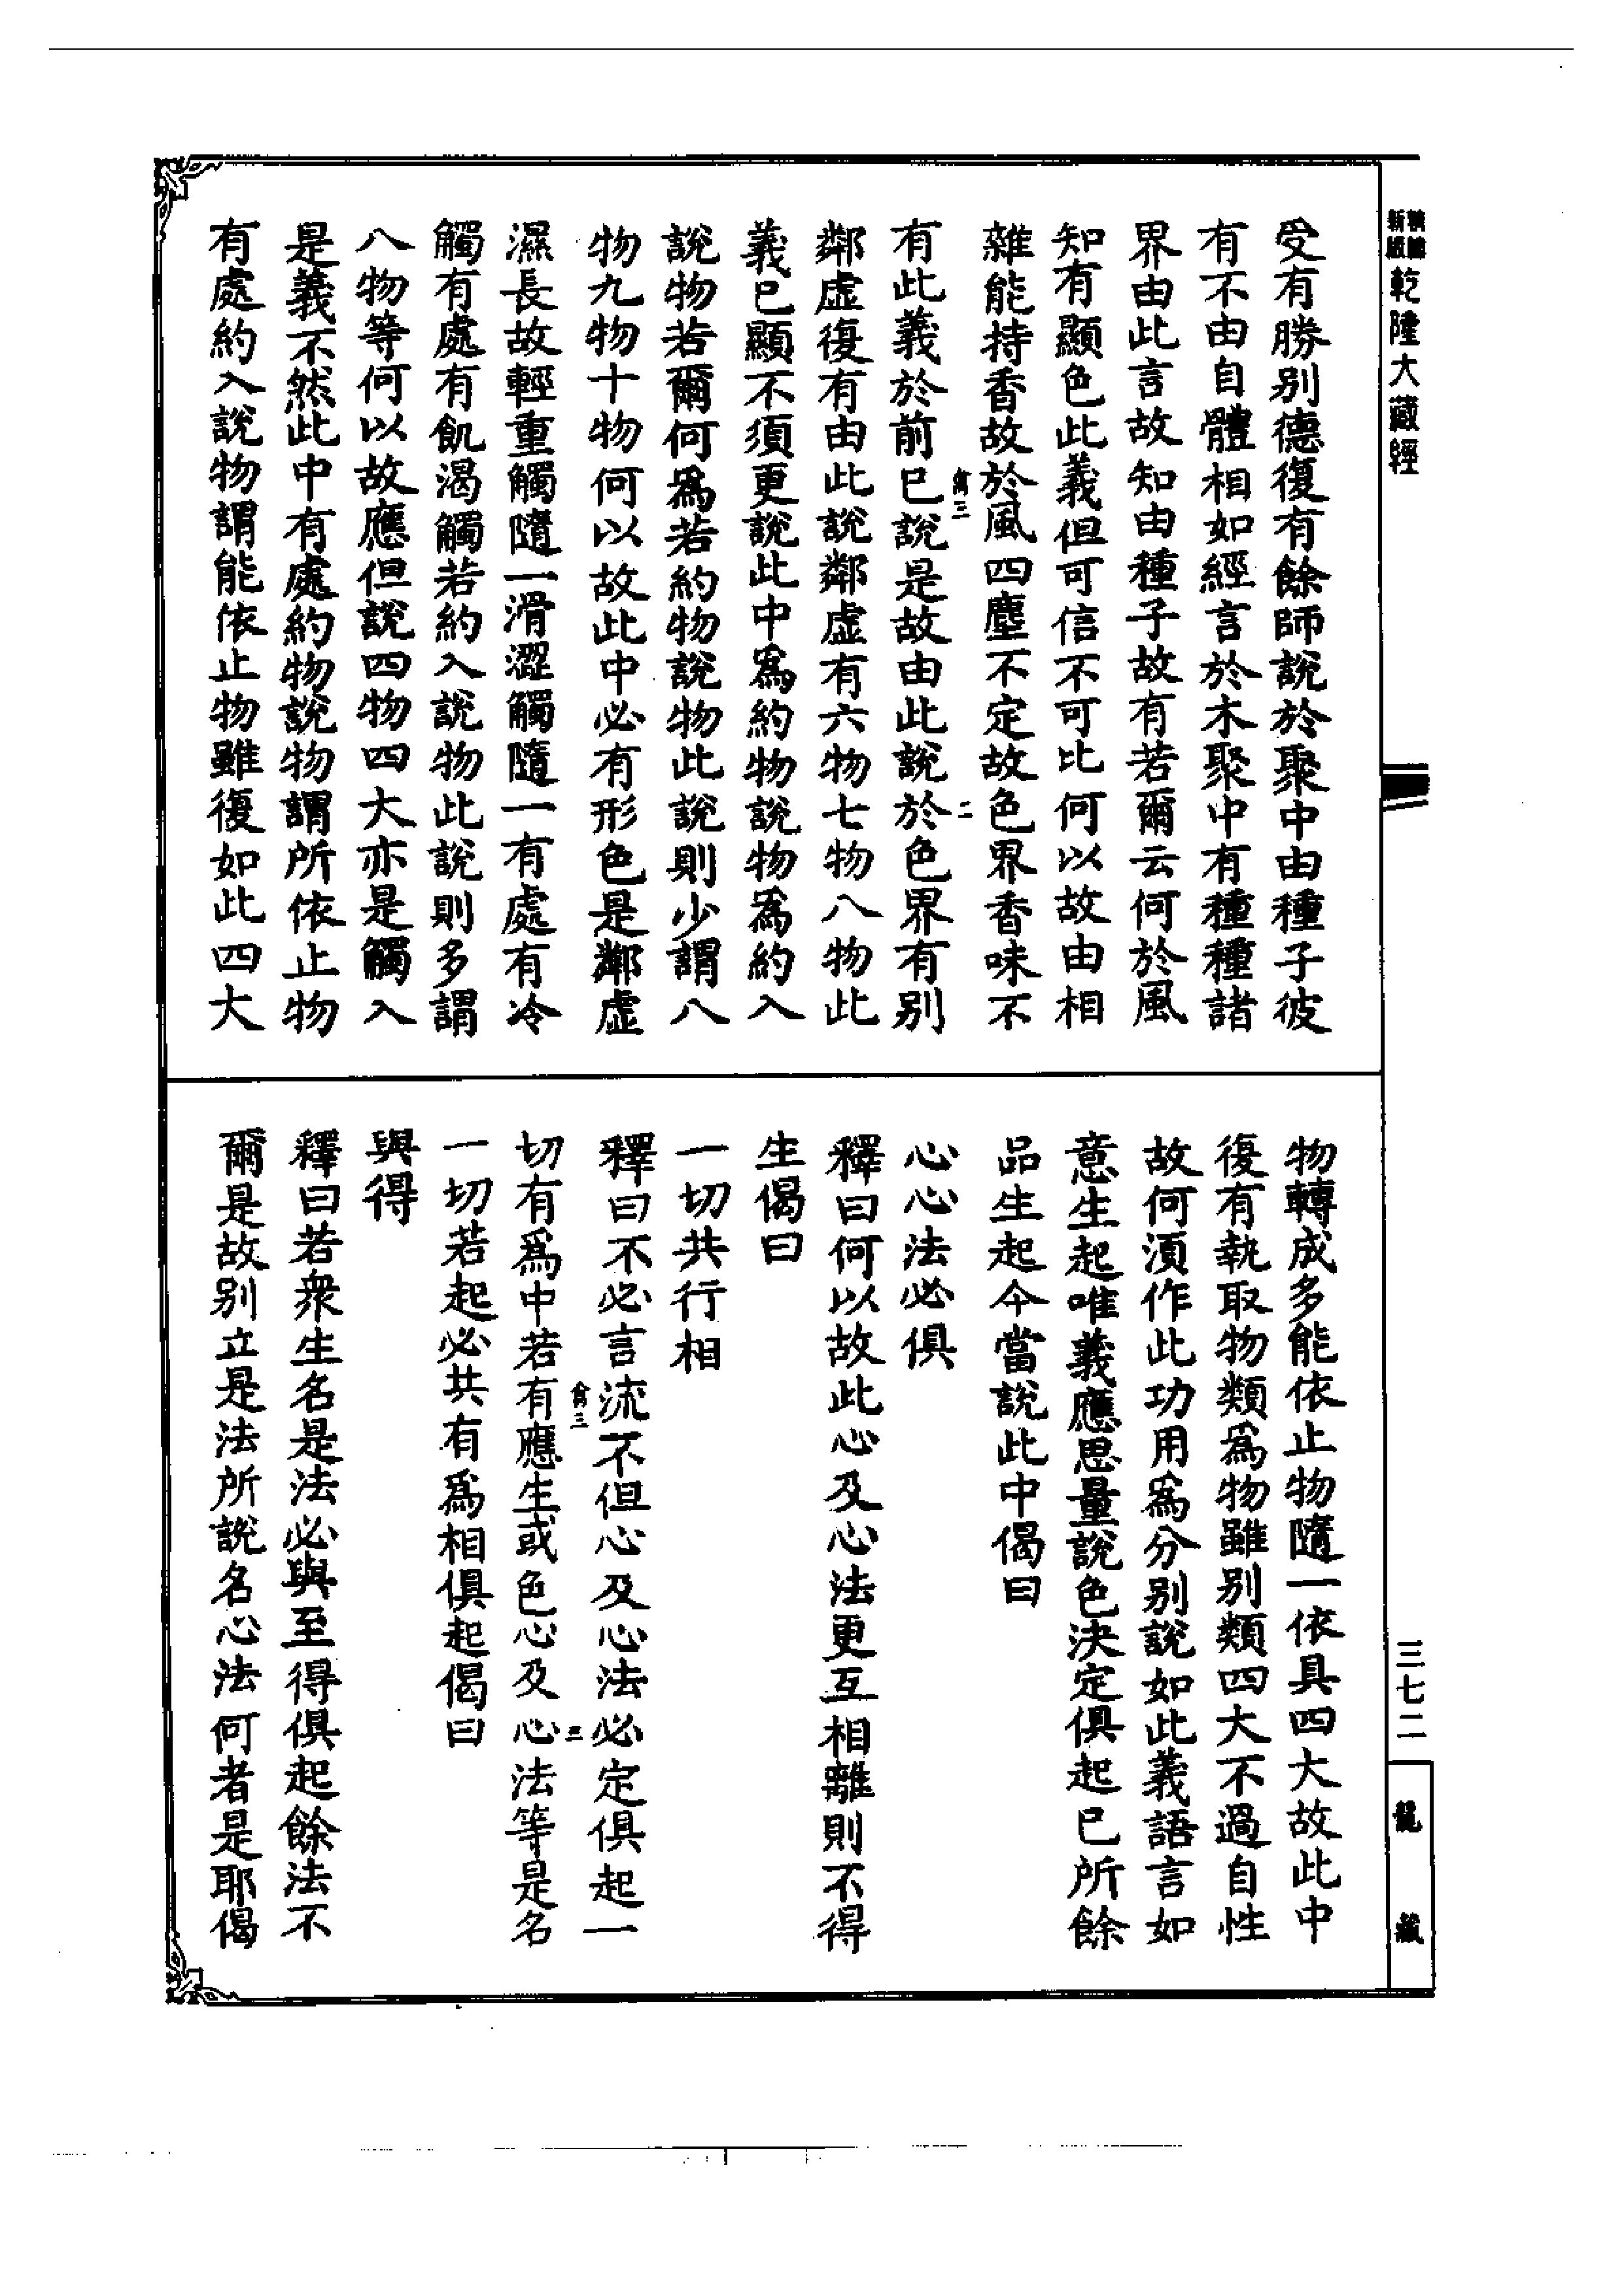 新版
乾隆大藏經
受有勝別德復有餘師說於聚中由種子彼
有不由自體相如經言於木聚中有種種諸
界由此言故知由種子故有若爾云何於風
知有顯色此義但可信不可比何以故由相
雜能持香故於風四塵不定故色界香味不
有此義於前已說是故由此說於色界有別
鄰虛復有由此說鄰虛有六物七物八物此
義已顯不須更說此中爲約物說物爲約入
說物若爾何爲若約物說物此說則少謂八
物九物十物何以故此中必有形色是鄰虛
濕長故輕重觸隨一滑澀觸隨一有處有冷
觸有處有飢渴觸若約入說物此說則多謂
八物等何以故應但說四物四大亦是觸入
是義不然此中有處約物說物謂所依止物
有處約入說物謂能依止物雖復如此四大
物轉成多能依止物隨一依具四大故此中
復有執取物類爲物雖別類四大不過自性
故何須作此功用爲分別說如此義語言如
意生起唯義應思量說色決定俱起已所餘
品生起今當說此中偈曰
心心法必俱
釋曰何以故此心及心法更互相離則不得
生偈曰
一切共行相
釋曰不必言流不但心及心法必定俱起一
切有爲中若有應生或色心及心法等是名
一切若起必共有爲相俱起偈曰
與得
釋曰若衆生名是法必與至得俱起餘法不
爾是故別立是法所說名心法何者是耶偈
禽三
二
禽三
三
三七二
龍藏